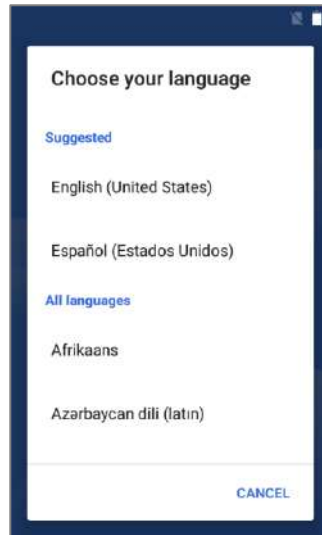 Choose your language
Suggested
English (United States)
Español (Estados Unidos)
All languages
Afrikaans
Azərbaycan dili (latın)
CANCEL